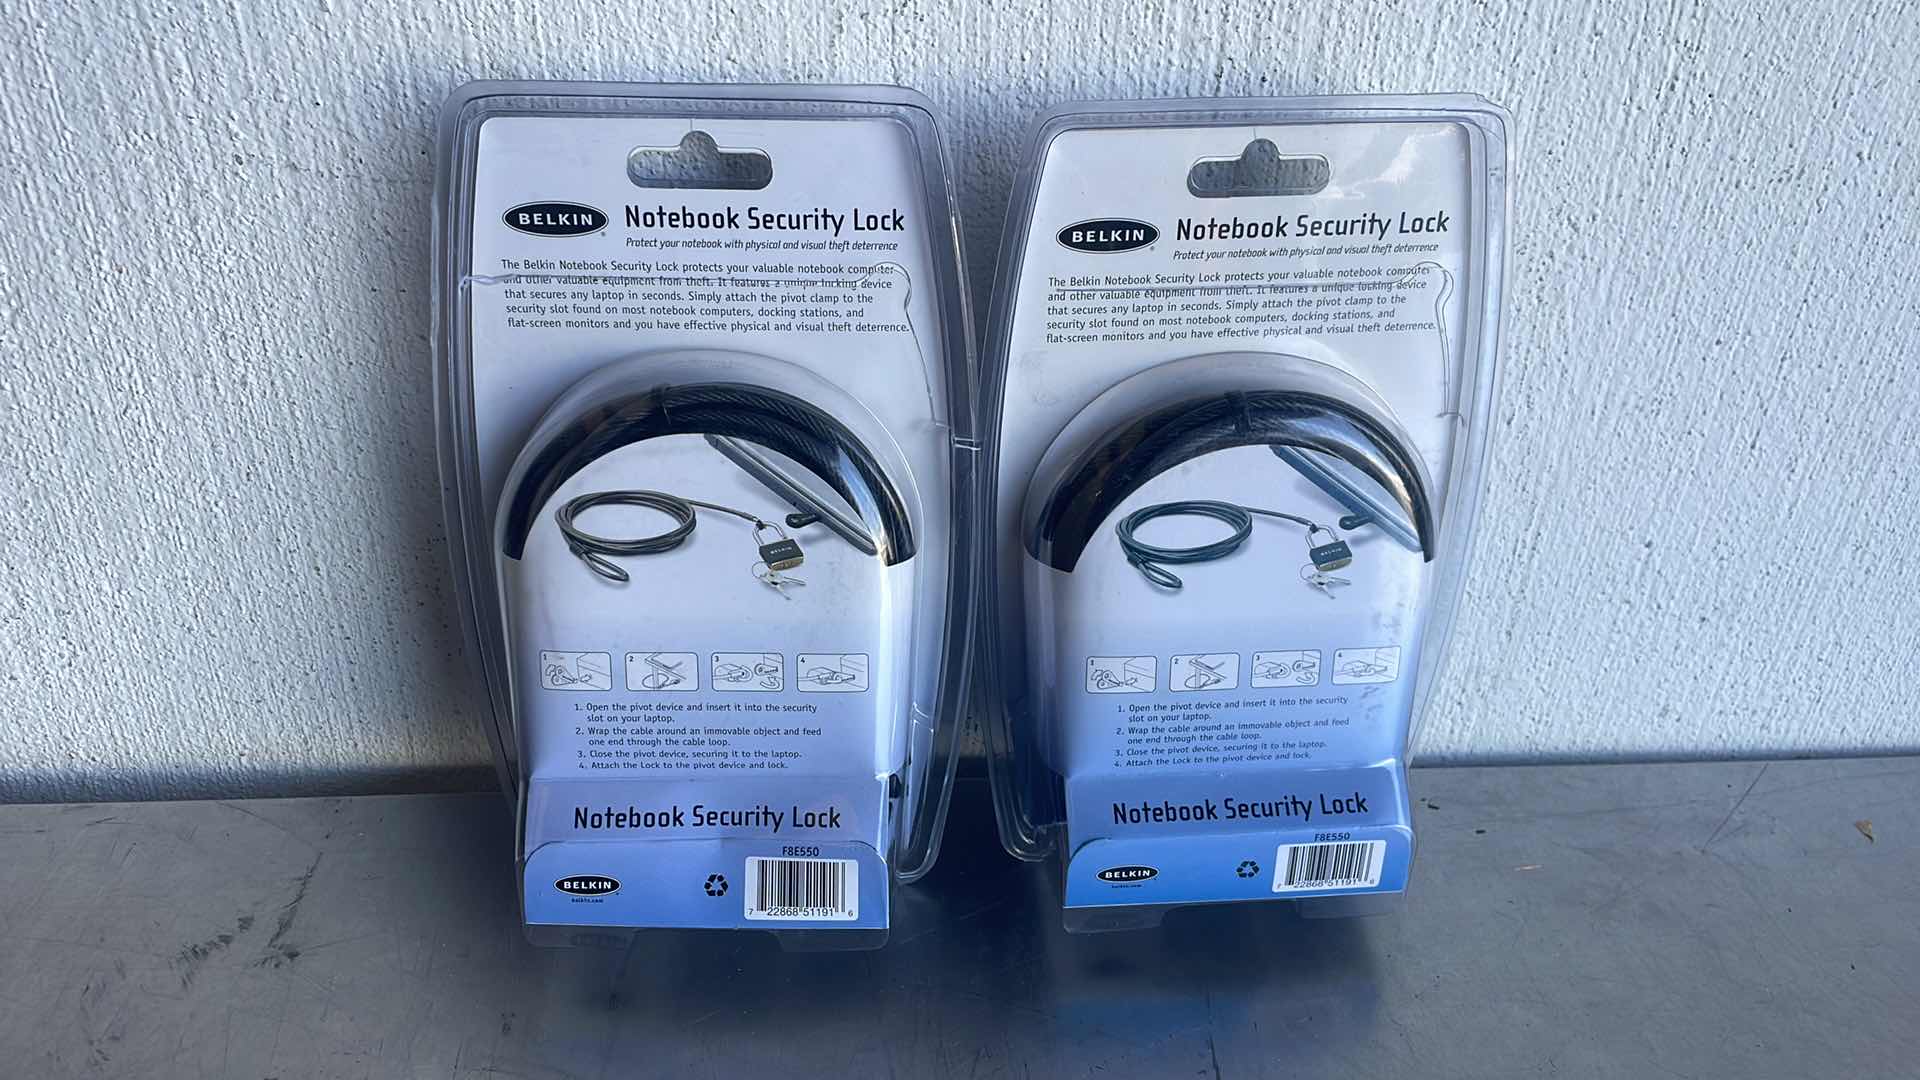 BELKIN
Notebook Security Lock
Protect your notebook with physical and visual theft deterrence
The Belkin Notebook Security Lock protects your valuable notebook computer
and other valuable equipment from theft. It features a unique locking device
that secures any laptop in seconds. Simply attach the pivot clamp to the
security slot found on most notebook computers, docking stations, and
flat-screen monitors and you have effective physical and visual theft deterrence.
BELKIN
1
2
3
4
1. Open the pivot device and insert it into the security
slot on your laptop.
2. Wrap the cable around an immovable object and feed
one end through the cable loop.
3. Close the pivot device, securing it to the laptop.
4. Attach the Lock to the pivot device and lock.
Notebook Security Lock
F8E550
BELKIN
belkin.com
7 22868 51191 6
BELKIN
Notebook Security Lock
Protect your notebook with physical and visual theft deterrence
The Belkin Notebook Security Lock protects your valuable notebook computer
and other valuable equipment from theft. It features a unique locking device
that secures any laptop in seconds. Simply attach the pivot clamp to the
security slot found on most notebook computers, docking stations, and
flat-screen monitors and you have effective physical and visual theft deterrence.
BELKIN
1
2
3
4
1. Open the pivot device and insert it into the security
slot on your laptop.
2. Wrap the cable around an immovable object and feed
one end through the cable loop.
3. Close the pivot device, securing it to the laptop.
4. Attach the Lock to the pivot device and lock.
Notebook Security Lock
F8E550
BELKIN
belkin.com
7 22868 51191 6